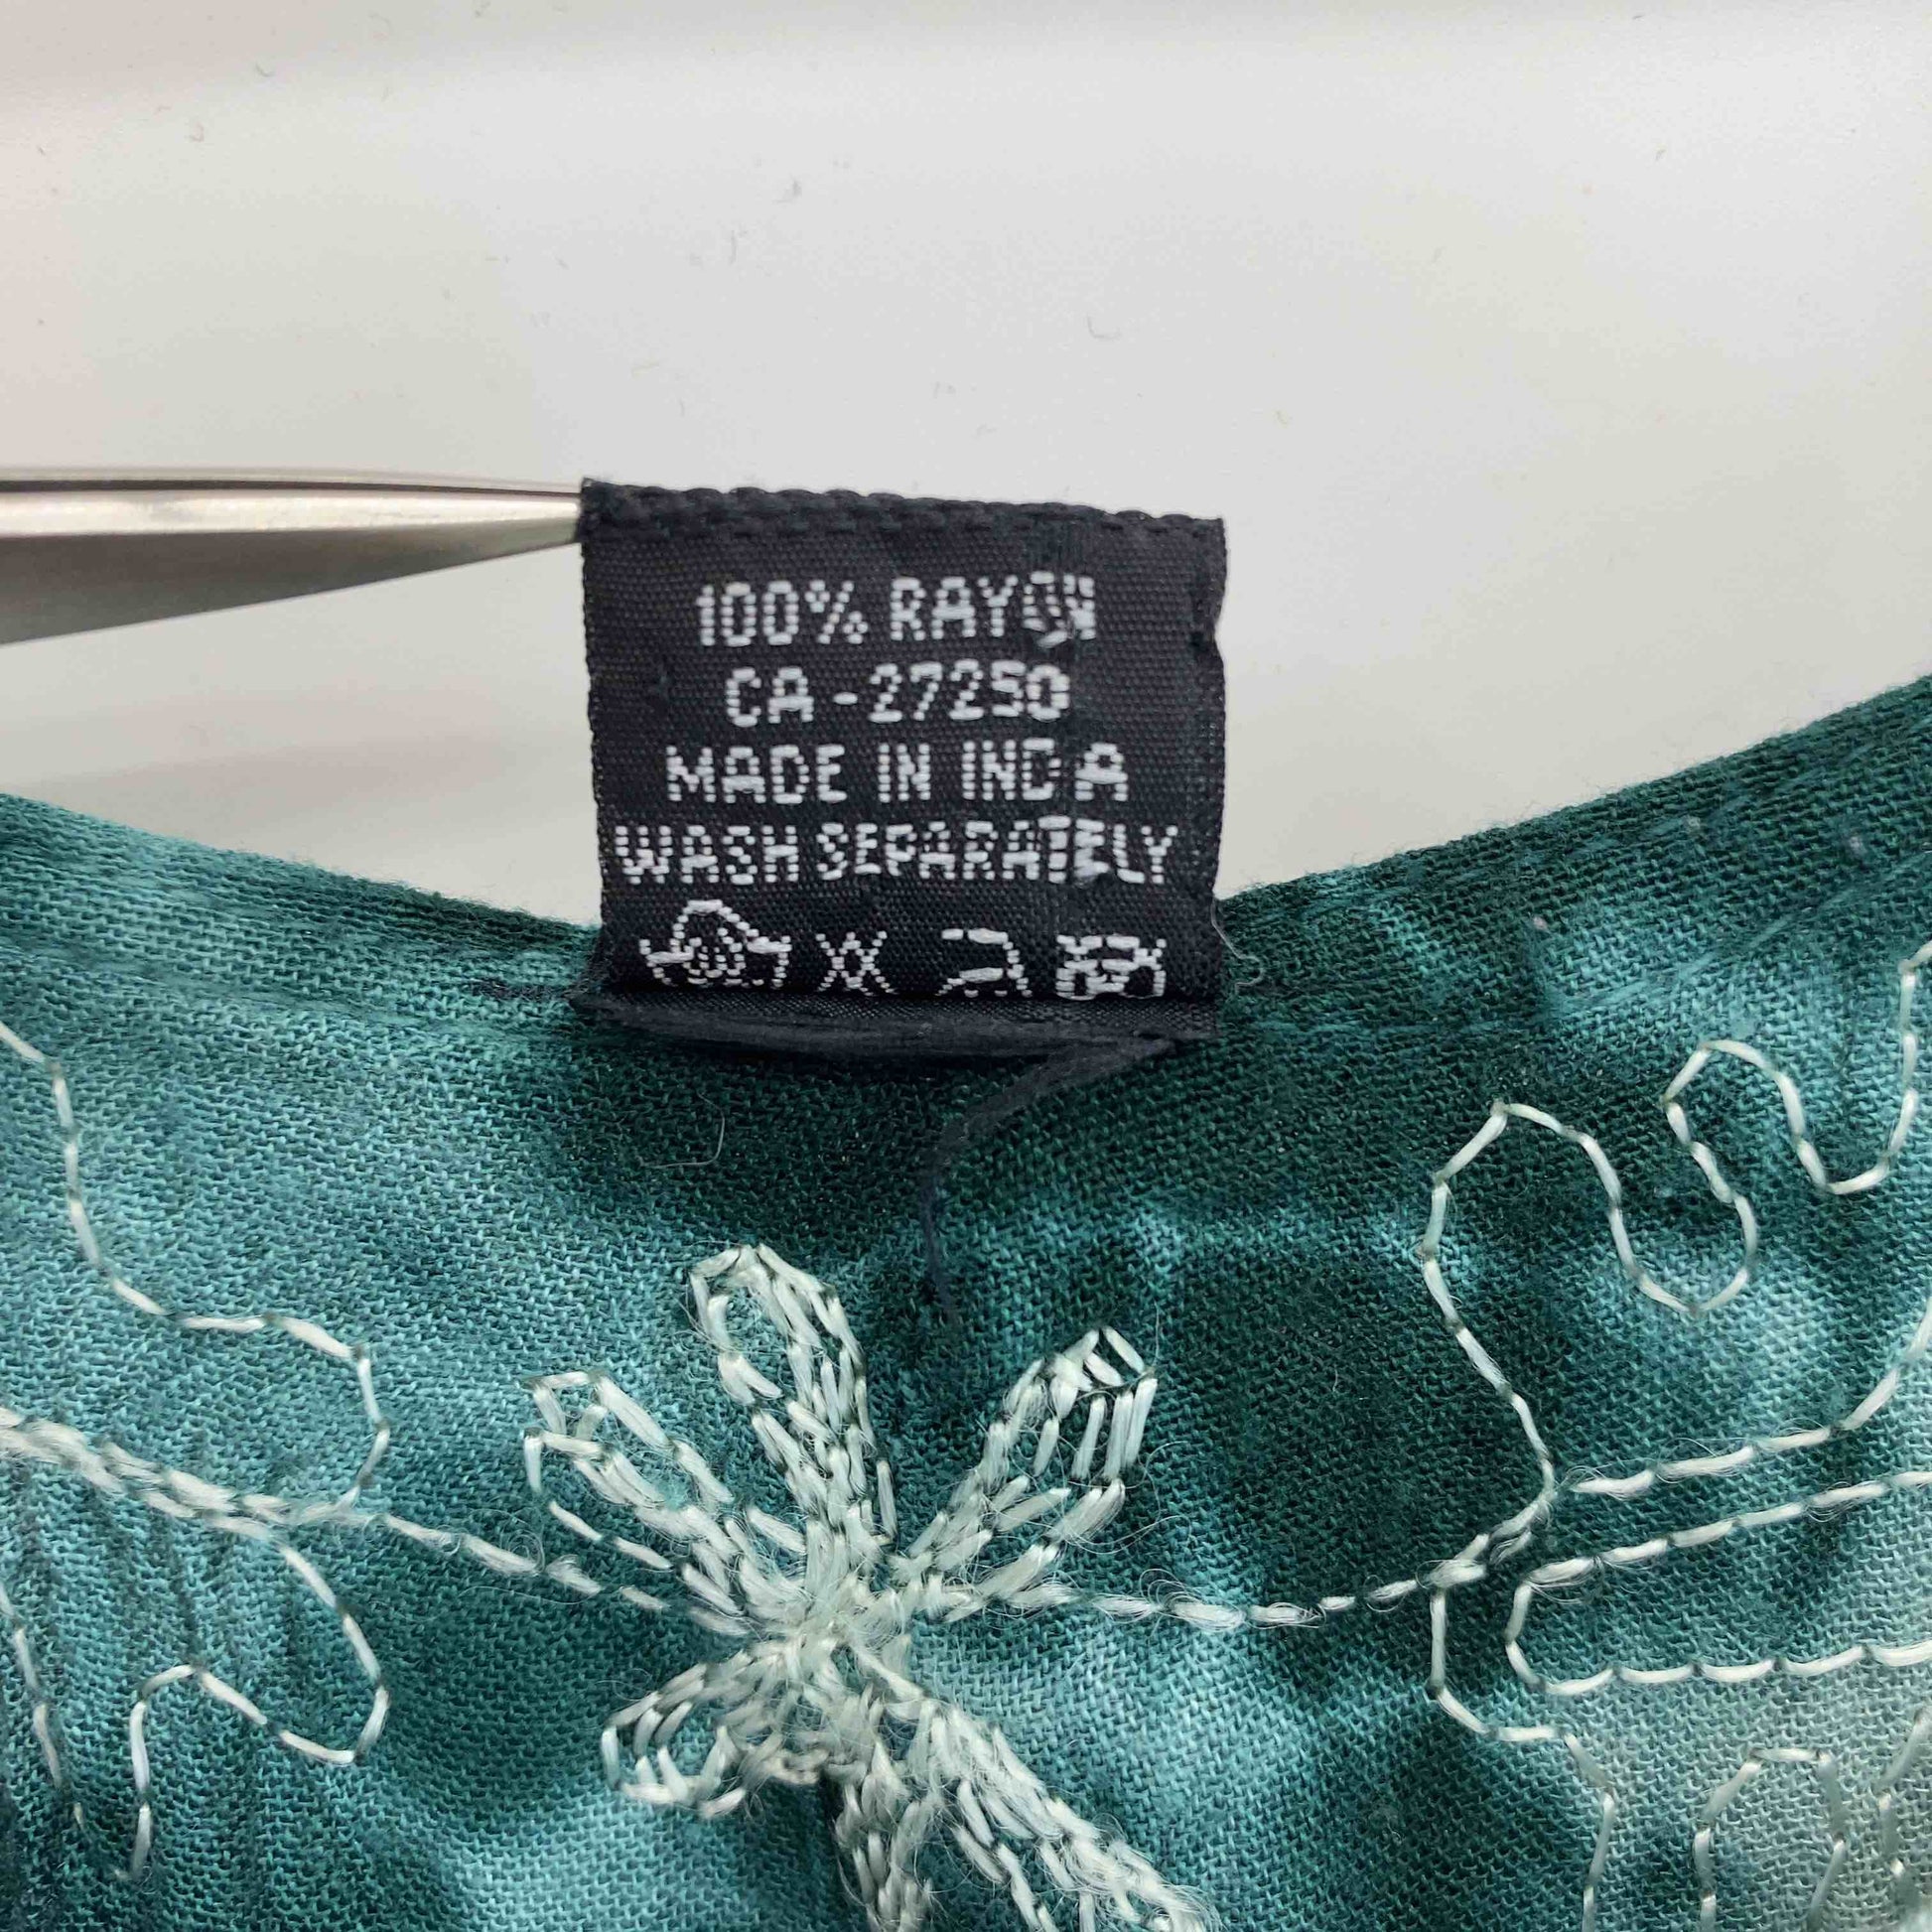 100% RAYON
CA-27250
MADE IN INDIA
WASH SEPARATELY